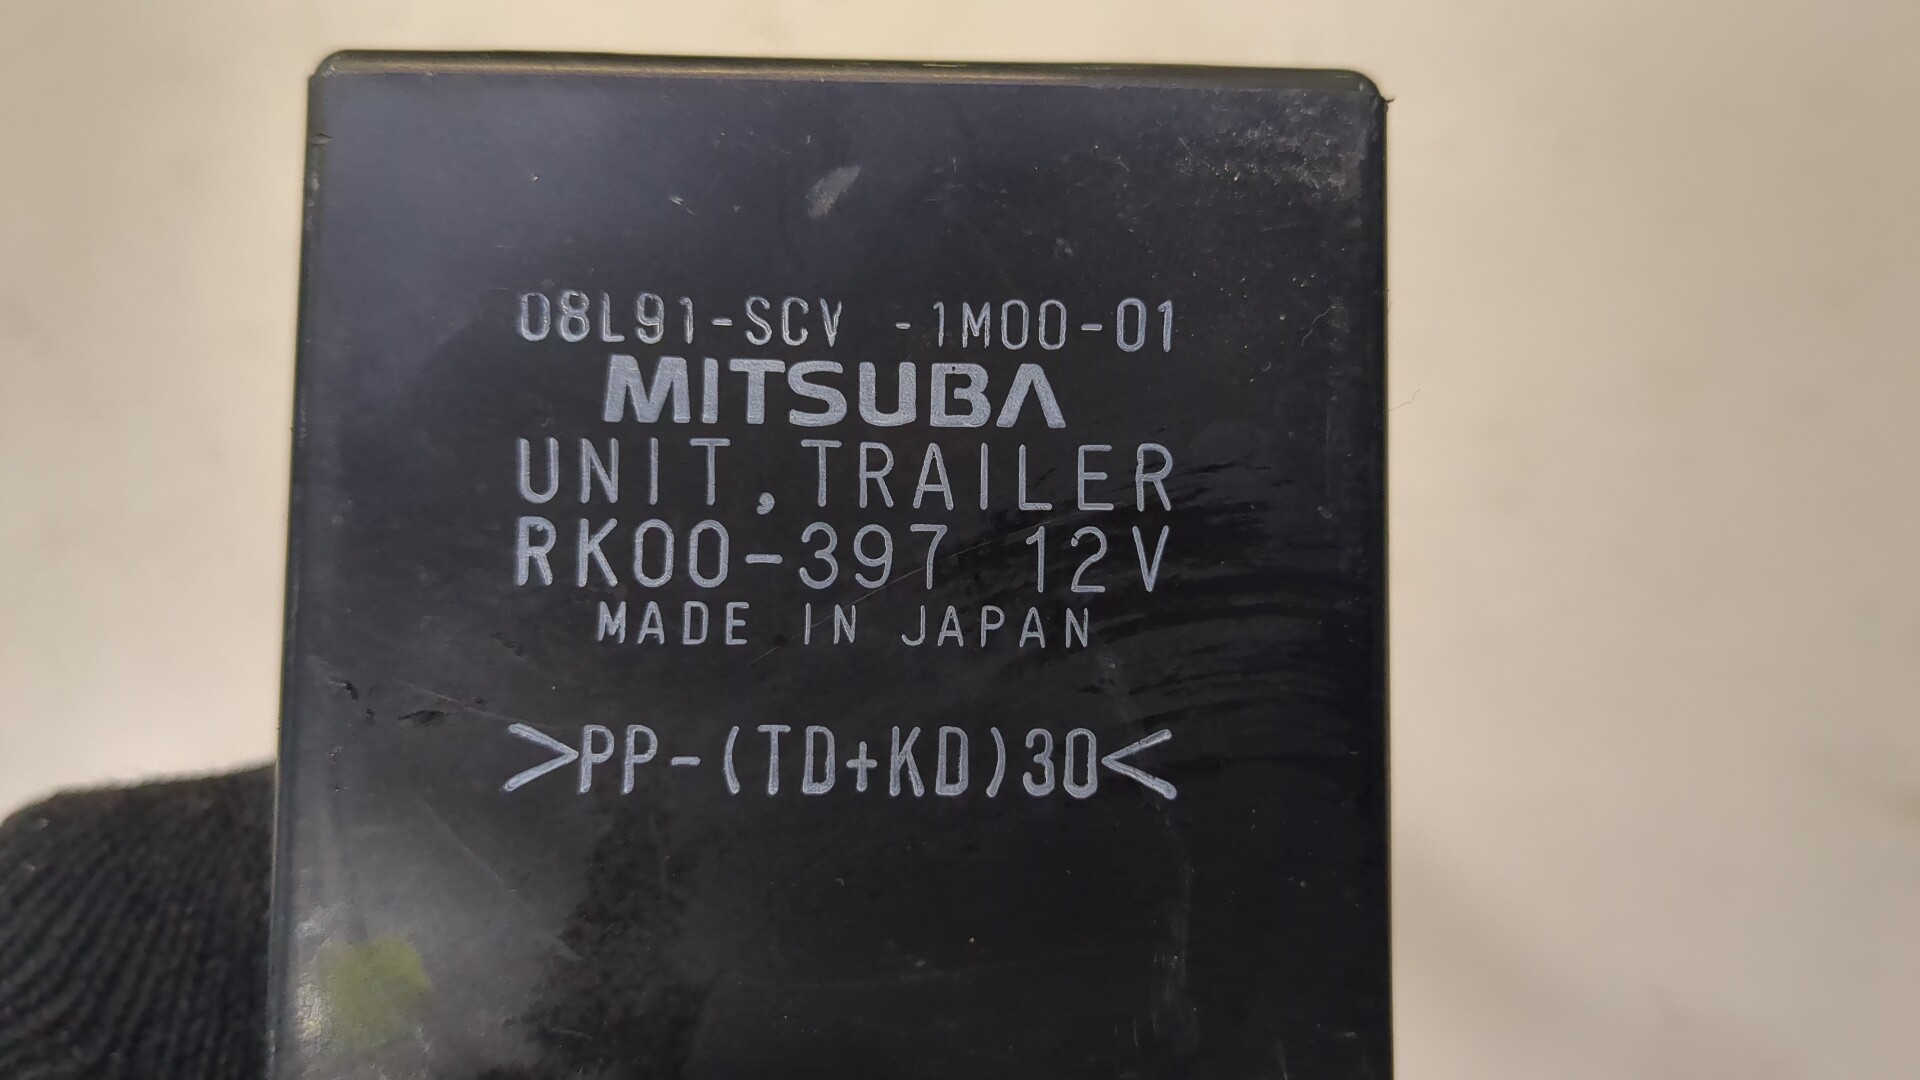 08L91-SCV -1M00-01
MITSUBA
UNIT,TRAILER
RK00-397 12V
MADE IN JAPAN
>PP-(TD+KD)30<